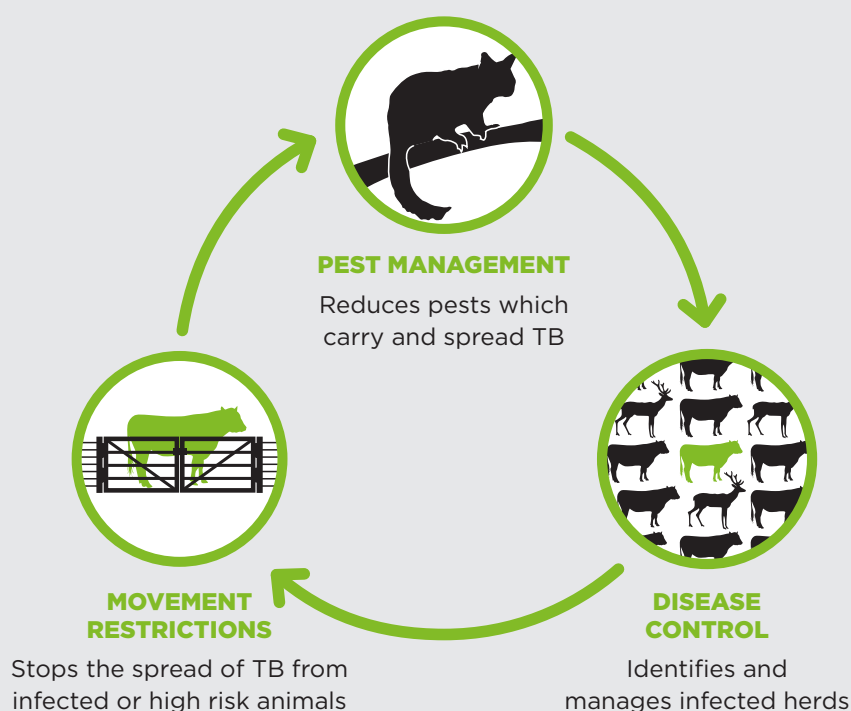 PEST MANAGEMENT
Reduces pests which
carry and spread TB
MOVEMENT
RESTRICTIONS
Stops the spread of TB from
infected or high risk animals
DISEASE
CONTROL
Identifies and
manages infected herds